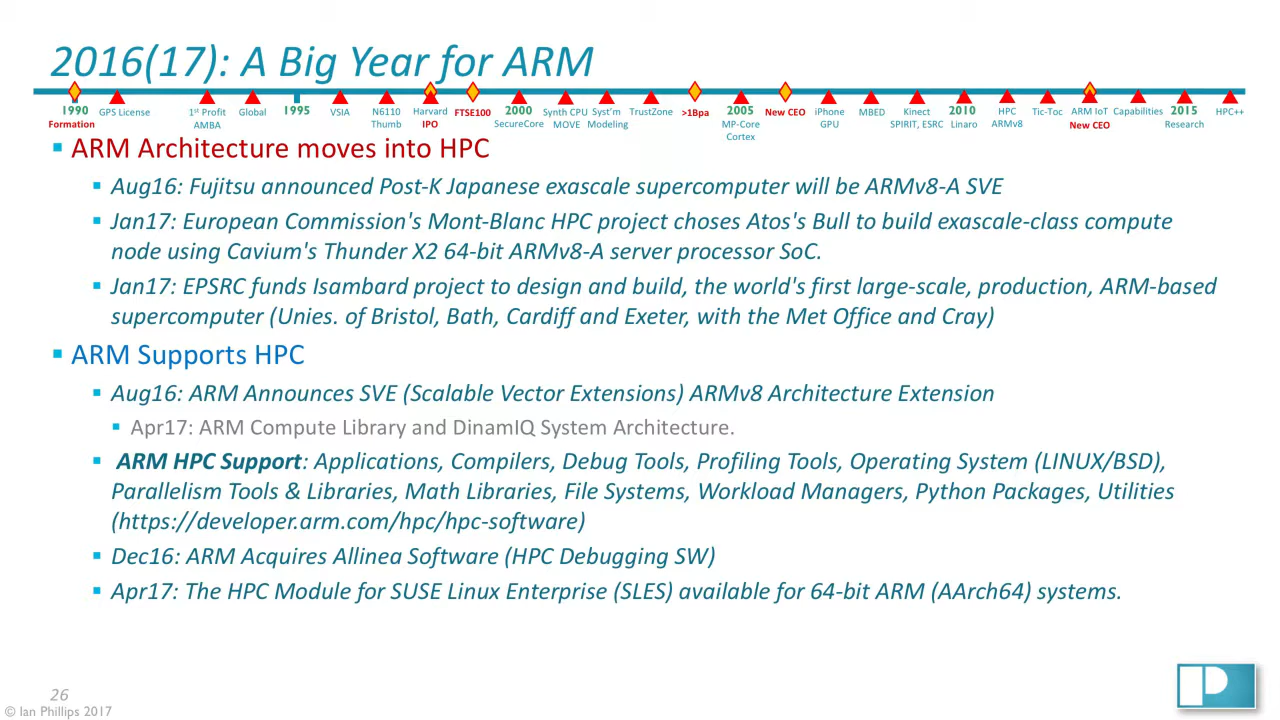 2016(17): A Big Year for ARM
1990 GPS License 1st Profit Global 1995 VSIA N6110 Harvard FTSE100 2000 Synth CPU Syst'm TrustZone >1Bpa 2005 New CEO iPhone MBED Kinect 2010 HPC Tic-Toc ARM IoT Capabilities 2015 HPC++
Formation AMBA Thumb IPO SecureCore MOVE Modeling MP-Core GPU SPIRIT, ESRC Linaro ARMv8 New CEO Research
Cortex
ARM Architecture moves into HPC
Aug16: Fujitsu announced Post-K Japanese exascale supercomputer will be ARMv8-A SVE
Jan17: European Commission's Mont-Blanc HPC project choses Atos's Bull to build exascale-class compute
node using Cavium's Thunder X2 64-bit ARMv8-A server processor SoC.
Jan17: EPSRC funds Isambard project to design and build, the world's first large-scale, production, ARM-based
supercomputer (Unies. of Bristol, Bath, Cardiff and Exeter, with the Met Office and Cray)
ARM Supports HPC
Aug16: ARM Announces SVE (Scalable Vector Extensions) ARMv8 Architecture Extension
Apr17: ARM Compute Library and DinamIQ System Architecture.
ARM HPC Support: Applications, Compilers, Debug Tools, Profiling Tools, Operating System (LINUX/BSD),
Parallelism Tools & Libraries, Math Libraries, File Systems, Workload Managers, Python Packages, Utilities
(https://developer.arm.com/hpc/hpc-software)
Dec16: ARM Acquires Allinea Software (HPC Debugging SW)
Apr17: The HPC Module for SUSE Linux Enterprise (SLES) available for 64-bit ARM (AArch64) systems.
26
© Ian Phillips 2017